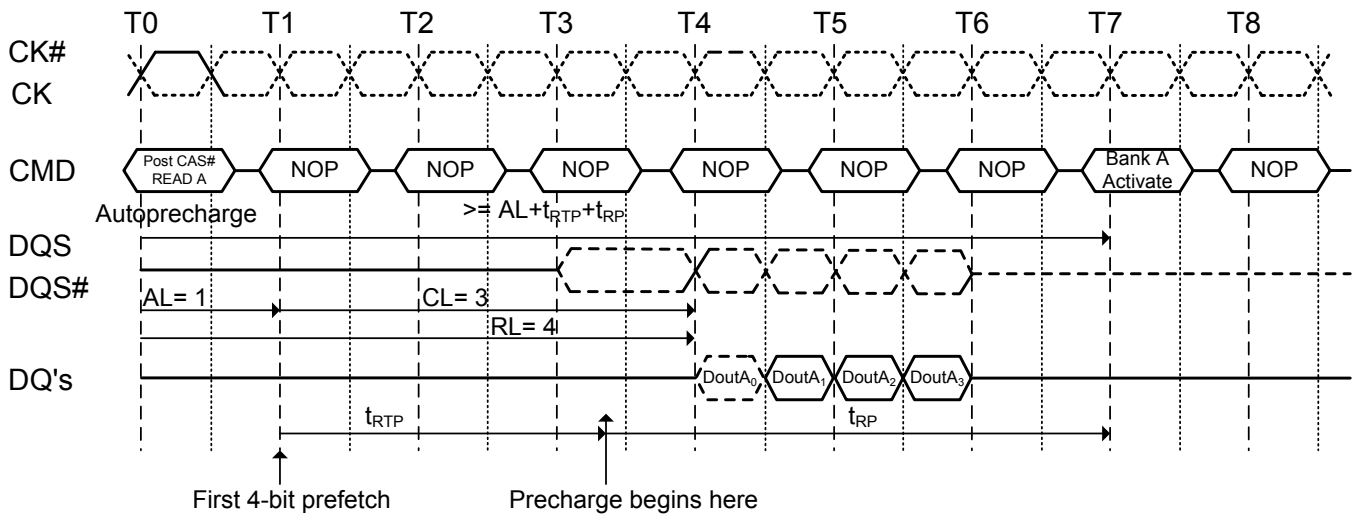 T0 T1 T2 T3 T4 T5 T6 T7 T8
CK#
CK
CMD
Post CAS#
READ A
NOP NOP NOP NOP NOP NOP
Bank A
Activate
NOP
Autoprecharge
>= AL+tRTP+tRP
DQS
DQS#
AL= 1
CL= 3
RL= 4
DQ's
DoutA0 DoutA1 DoutA2 DoutA3
tRTP
tRP
First 4-bit prefetch
Precharge begins here